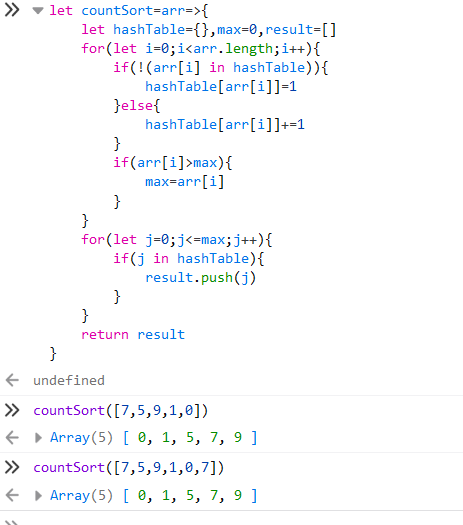 let countSort=arr=>{
let hashTable={},max=0,result=[]
for(let i=0;i<arr.length;i++){
if(!(arr[i] in hashTable)){
hashTable[arr[i]]=1
}else{
hashTable[arr[i]]+=1
}
if(arr[i]>max){
max=arr[i]
}
}
for(let j=0;j<=max;j++){
if(j in hashTable){
result.push(j)
}
}
return result
}
undefined
countSort([7,5,9,1,0])
Array(5) [ 0, 1, 5, 7, 9 ]
countSort([7,5,9,1,0,7])
Array(5) [ 0, 1, 5, 7, 9 ]